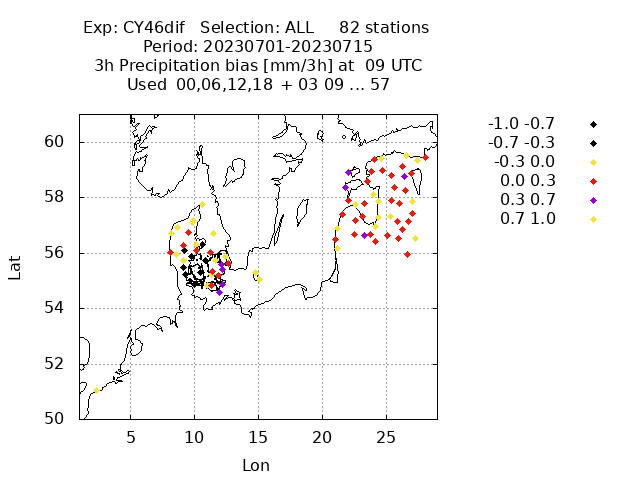 Exp: CY46dif Selection: ALL 82 stations
Period: 20230701-20230715
3h Precipitation bias [mm/3h] at 09 UTC
Used 00,06,12,18 + 03 09 ... 57
-1.0 -0.7
-0.7 -0.3
-0.3 0.0
0.0 0.3
0.3 0.7
0.7 1.0
60
58
56
54
52
50
Lat
5 10 15 20 25
Lon